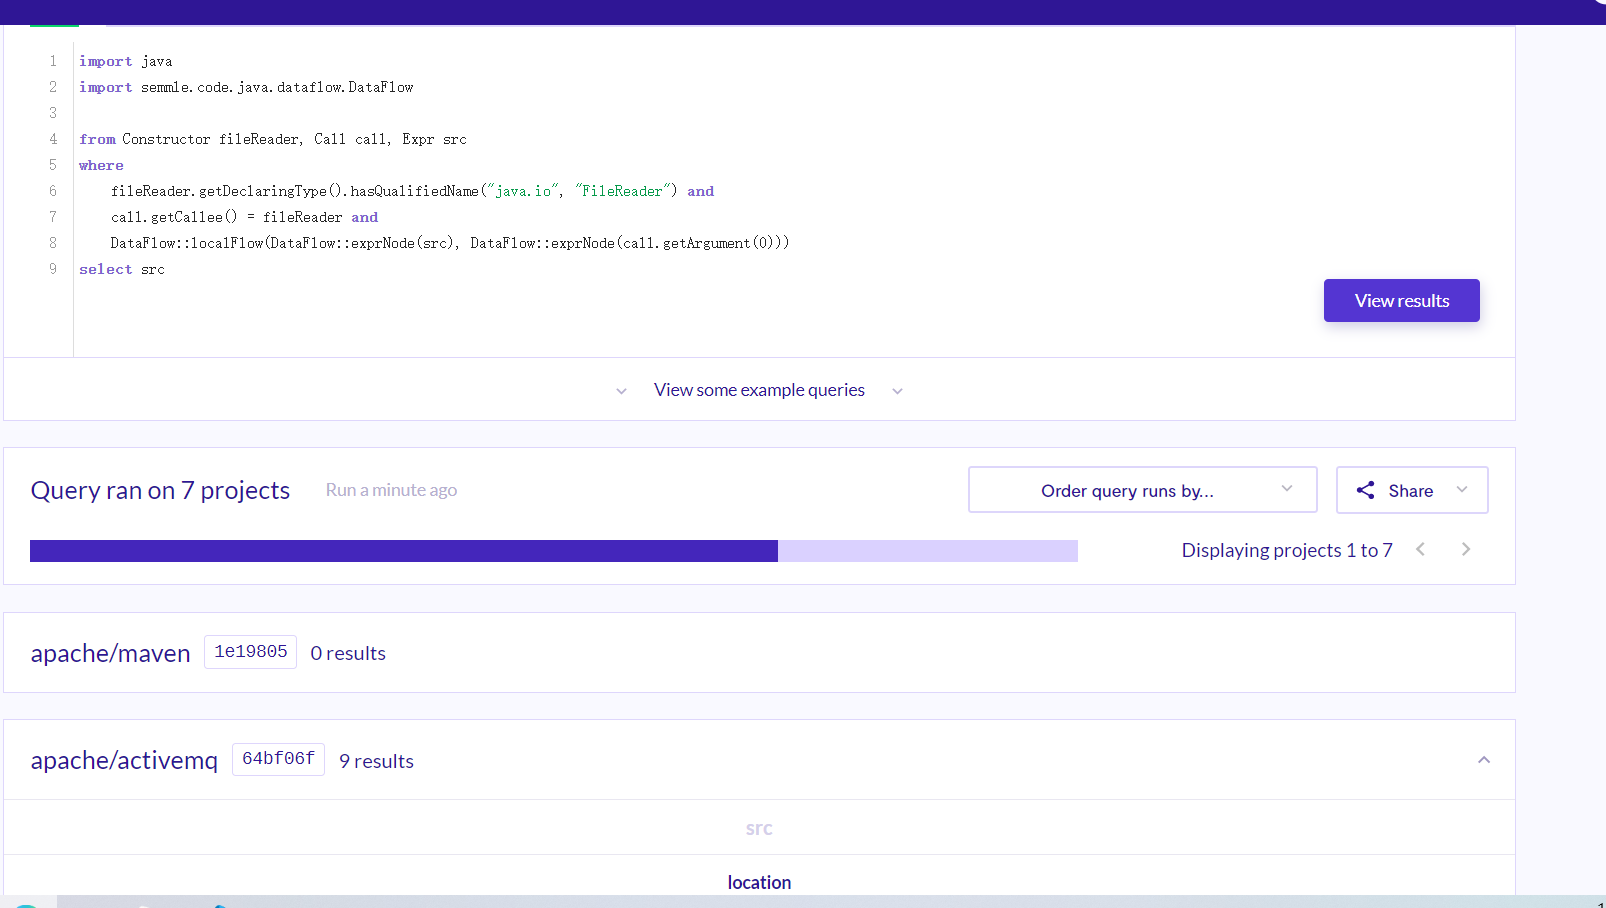 1 import java
2 import semmle.code.java.dataflow.DataFlow
3
4 from Constructor fileReader, Call call, Expr src
5 where
6 fileReader.getDeclaringType().hasQualifiedName("java.io", "FileReader") and
7 call.getCallee() = fileReader and
8 DataFlow::localFlow(DataFlow::exprNode(src), DataFlow::exprNode(call.getArgument(0)))
9 select src
View results
View some example queries
Query ran on 7 projects Run a minute ago Order query runs by... Share
Displaying projects 1 to 7
apache/maven 1e19805 0 results
apache/activemq 64bf06f 9 results
src
location